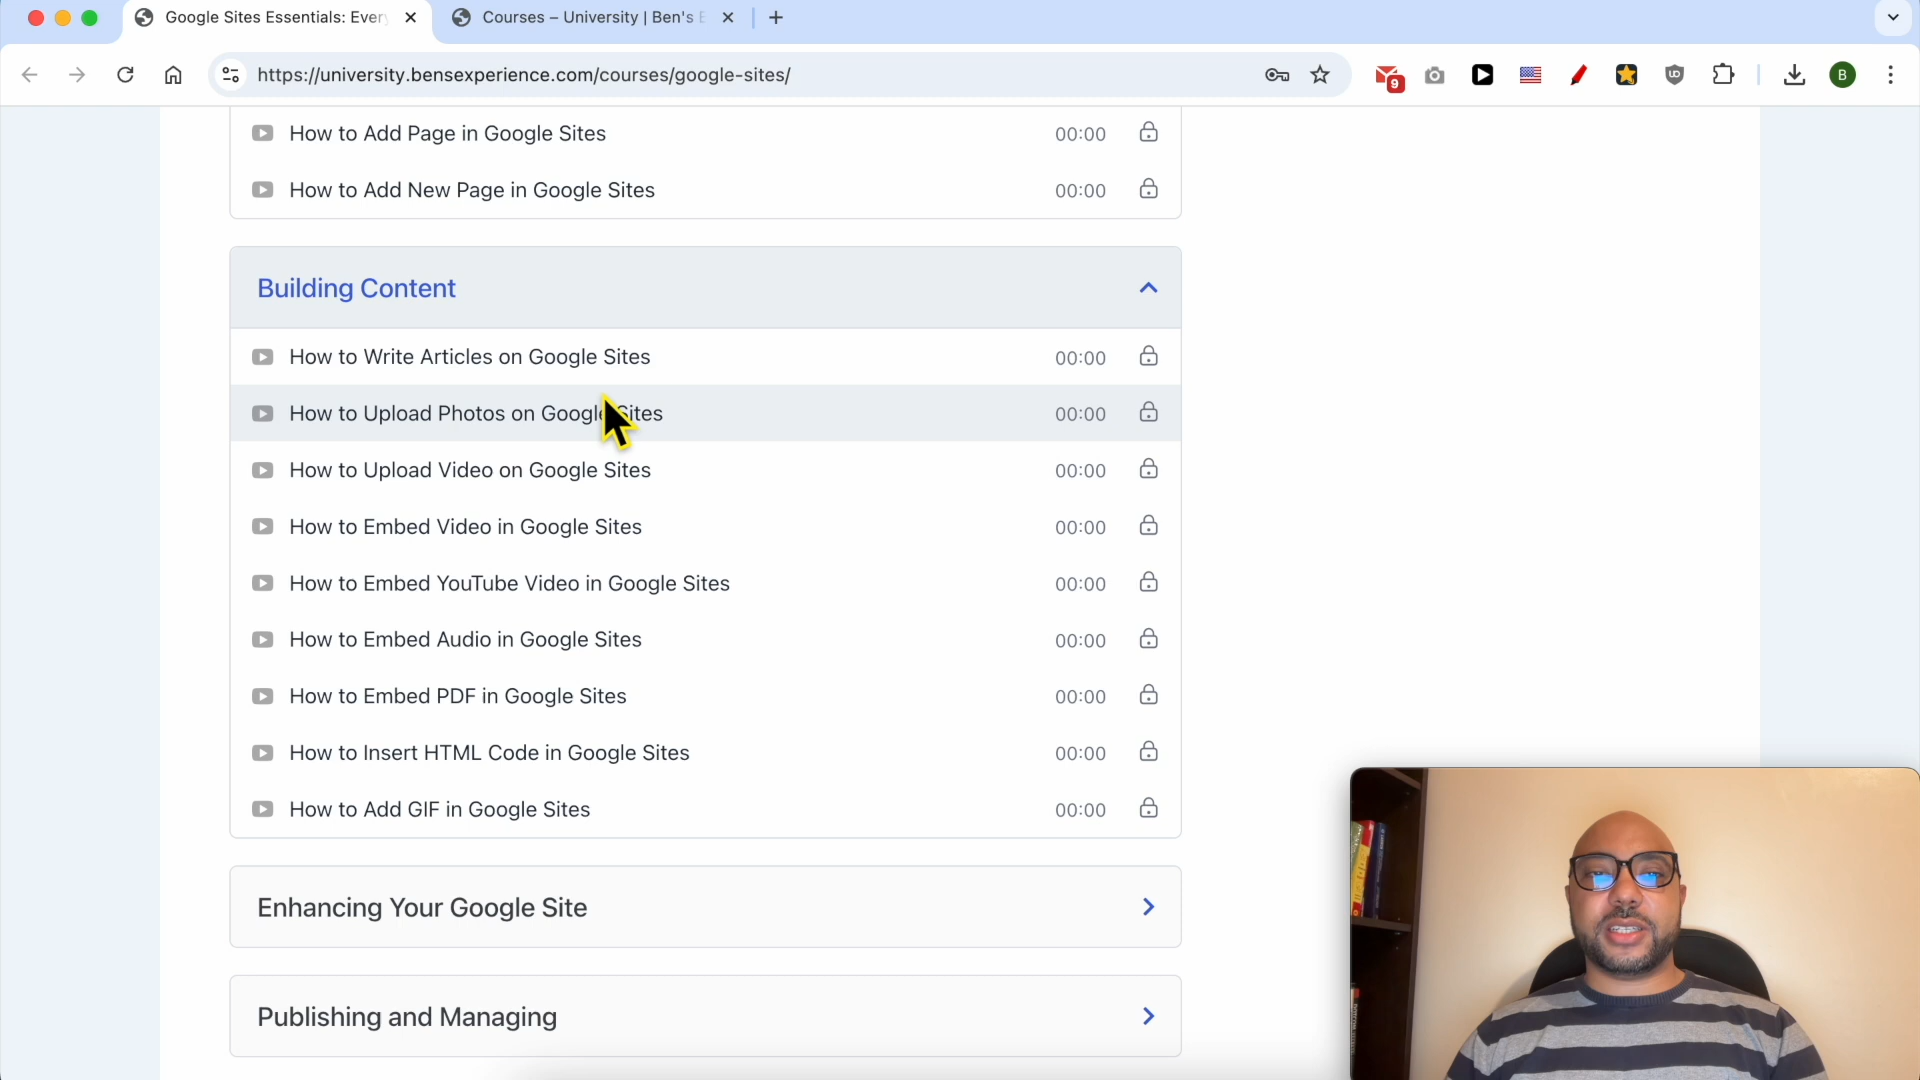 Google Sites Essentials: Ever
Courses – University | Ben's E
https://university.bensexperience.com/courses/google-sites/
9
UD
B
How to Add Page in Google Sites 00:00
How to Add New Page in Google Sites 00:00
Building Content
How to Write Articles on Google Sites 00:00
How to Upload Photos on Google Sites 00:00
How to Upload Video on Google Sites 00:00
How to Embed Video in Google Sites 00:00
How to Embed YouTube Video in Google Sites 00:00
How to Embed Audio in Google Sites 00:00
How to Embed PDF in Google Sites 00:00
How to Insert HTML Code in Google Sites 00:00
How to Add GIF in Google Sites 00:00
Enhancing Your Google Site
Publishing and Managing